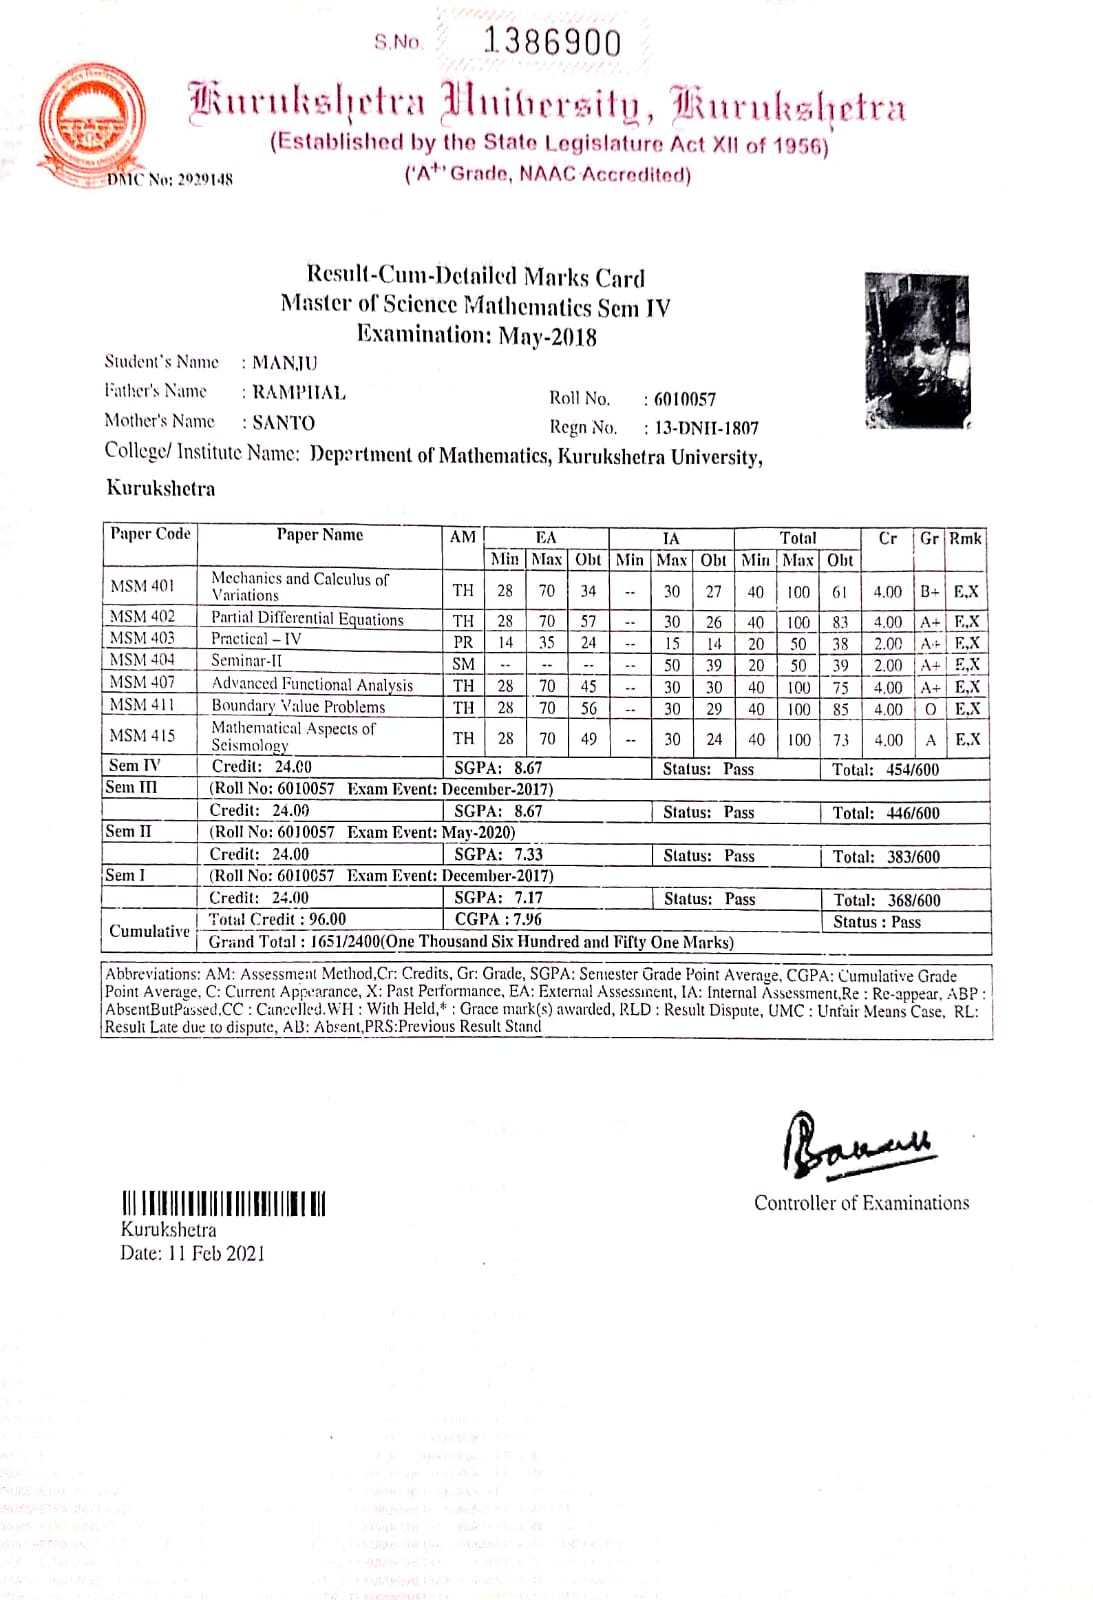 S.No. 1386900
Kurukshetra University, Kurukshetra
(Established by the State Legislature Act XII of 1956)
('A+' Grade, NAAC Accredited)
DMC No: 2929148
Result-Cum-Detailed Marks Card
Master of Science Mathematics Sem IV
Examination: May-2018
Student's Name : MANJU
Father's Name : RAMPHAL
Roll No. : 6010057
Mother's Name : SANTO
Regn No. : 13-DNH-1807
College/ Institute Name: Department of Mathematics, Kurukshetra University,
Kurukshetra
Paper Code Paper Name AM EA IA Total Cr Gr Rmk
Min Max Obt Min Max Obt Min Max Obt
MSM 401 Mechanics and Calculus of Variations TH 28 70 34 -- 30 27 40 100 61 4.00 B+ E,X
MSM 402 Partial Differential Equations TH 28 70 57 -- 30 26 40 100 83 4.00 A+ E,X
MSM 403 Practical – IV PR 14 35 24 -- 15 14 20 50 38 2.00 A+ E,X
MSM 404 Seminar-II SM -- -- -- -- 50 39 20 50 39 2.00 A+ E,X
MSM 407 Advanced Functional Analysis TH 28 70 45 -- 30 30 40 100 75 4.00 A+ E,X
MSM 411 Boundary Value Problems TH 28 70 56 -- 30 29 40 100 85 4.00 O E,X
MSM 415 Mathematical Aspects of Seismology TH 28 70 49 -- 30 24 40 100 73 4.00 A E,X
Sem IV Credit: 24.00 SGPA: 8.67 Status: Pass Total: 454/600
Sem III (Roll No: 6010057 Exam Event: December-2017)
Credit: 24.00 SGPA: 8.67 Status: Pass Total: 446/600
Sem II (Roll No: 6010057 Exam Event: May-2020)
Credit: 24.00 SGPA: 7.33 Status: Pass Total: 383/600
Sem I (Roll No: 6010057 Exam Event: December-2017)
Credit: 24.00 SGPA: 7.17 Status: Pass Total: 368/600
Cumulative Total Credit : 96.00 CGPA : 7.96 Status : Pass
Grand Total : 1651/2400(One Thousand Six Hundred and Fifty One Marks)
Abbreviations: AM: Assessment Method,Cr: Credits, Gr: Grade, SGPA: Semester Grade Point Average, CGPA: Cumulative Grade
Point Average, C: Current Appearance, X: Past Performance, EA: External Assessment, IA: Internal Assessment,Re : Re-appear, ABP :
AbsentButPassed,CC : Cancelled.WH : With Held,* : Grace mark(s) awarded, RLD : Result Dispute, UMC : Unfair Means Case, RL:
Result Late due to dispute, AB: Absent,PRS:Previous Result Stand
Controller of Examinations
Kurukshetra
Date: 11 Feb 2021